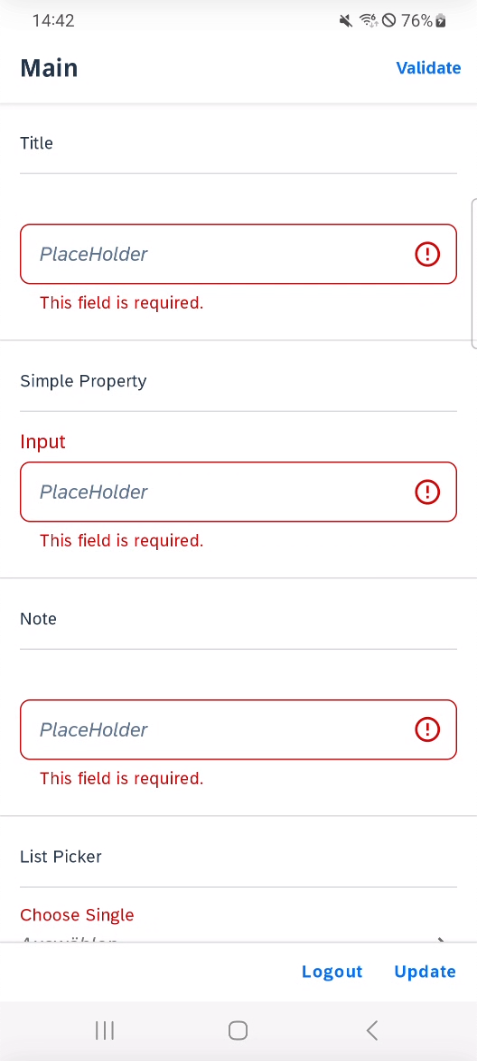 14:42
76%
Main
Validate
Title
PlaceHolder
This field is required.
Simple Property
Input
PlaceHolder
This field is required.
Note
PlaceHolder
This field is required.
List Picker
Choose Single
Auswählen
Logout
Update